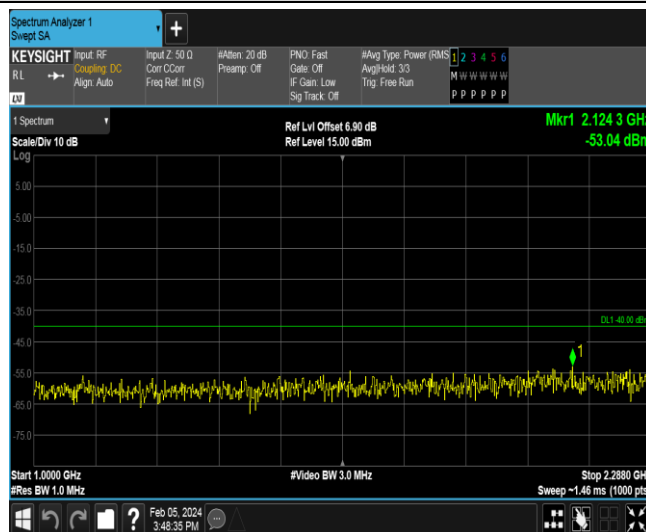 Spectrum Analyzer 1
Swept SA
+
KEYSIGHT
RL
LXI
Input: RF
Coupling: DC
Align: Auto
Input Z: 50 Ω
Corr CCorr
Freq Ref: Int (S)
#Atten: 20 dB
Preamp: Off
PNO: Fast
Gate: Off
IF Gain: Low
Sig Track: Off
#Avg Type: Power (RMS
Avg|Hold: 3/3
Trig: Free Run
1 2 3 4 5 6
M W W W W W
P P P P P P
1 Spectrum
Scale/Div 10 dB
Log
Ref Lvl Offset 6.90 dB
Ref Level 15.00 dBm
Mkr1 2.124 3 GHz
-53.04 dBm
5.00
-5.00
-15.0
-25.0
-35.0
DL1 -40.00 dBm
-45.0
1
-55.0
-65.0
-75.0
Start 1.0000 GHz
#Res BW 1.0 MHz
#Video BW 3.0 MHz
Stop 2.2880 GHz
Sweep ~1.46 ms (1000 pts
?
Feb 05, 2024
3:48:35 PM